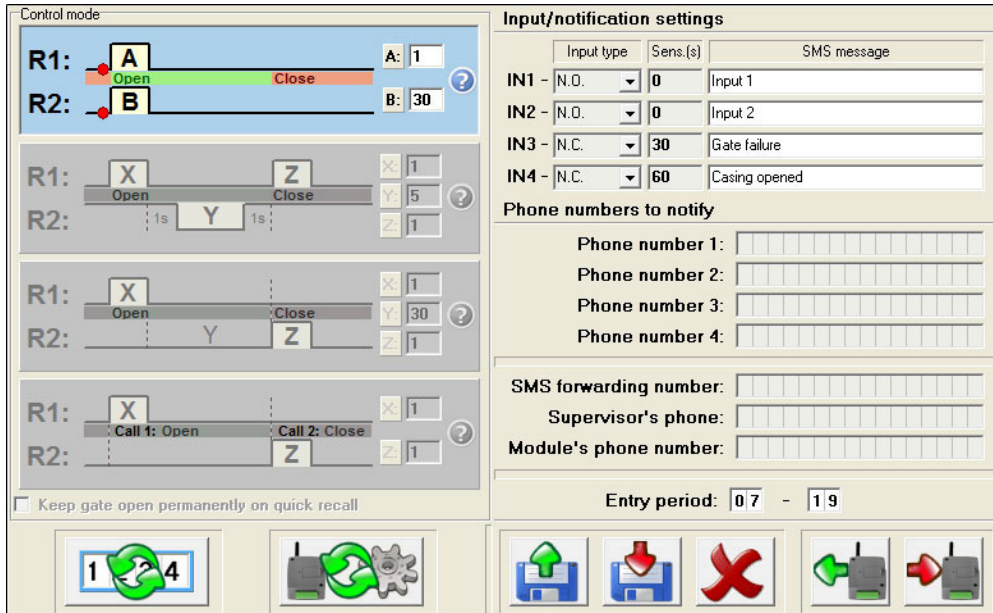 Control mode
R1: A A: 1
Open Close
R2: B B: 30
R1: X Z X: 1
Open Close Y: 5
R2: 1s Y 1s Z: 1
R1: X X: 1
Open Close Y: 30
R2: Y Z Z: 1
R1: X X: 1
Call 1: Open Call 2: Close
R2: Z Z: 1
Keep gate open permanently on quick recall
Input/notification settings
Input type Sens.(s) SMS message
IN1 - N.O. 0 Input 1
IN2 - N.O. 0 Input 2
IN3 - N.C. 30 Gate failure
IN4 - N.C. 60 Casing opened
Phone numbers to notify
Phone number 1:
Phone number 2:
Phone number 3:
Phone number 4:
SMS forwarding number:
Supervisor's phone:
Module's phone number:
Entry period: 07 - 19
1 4